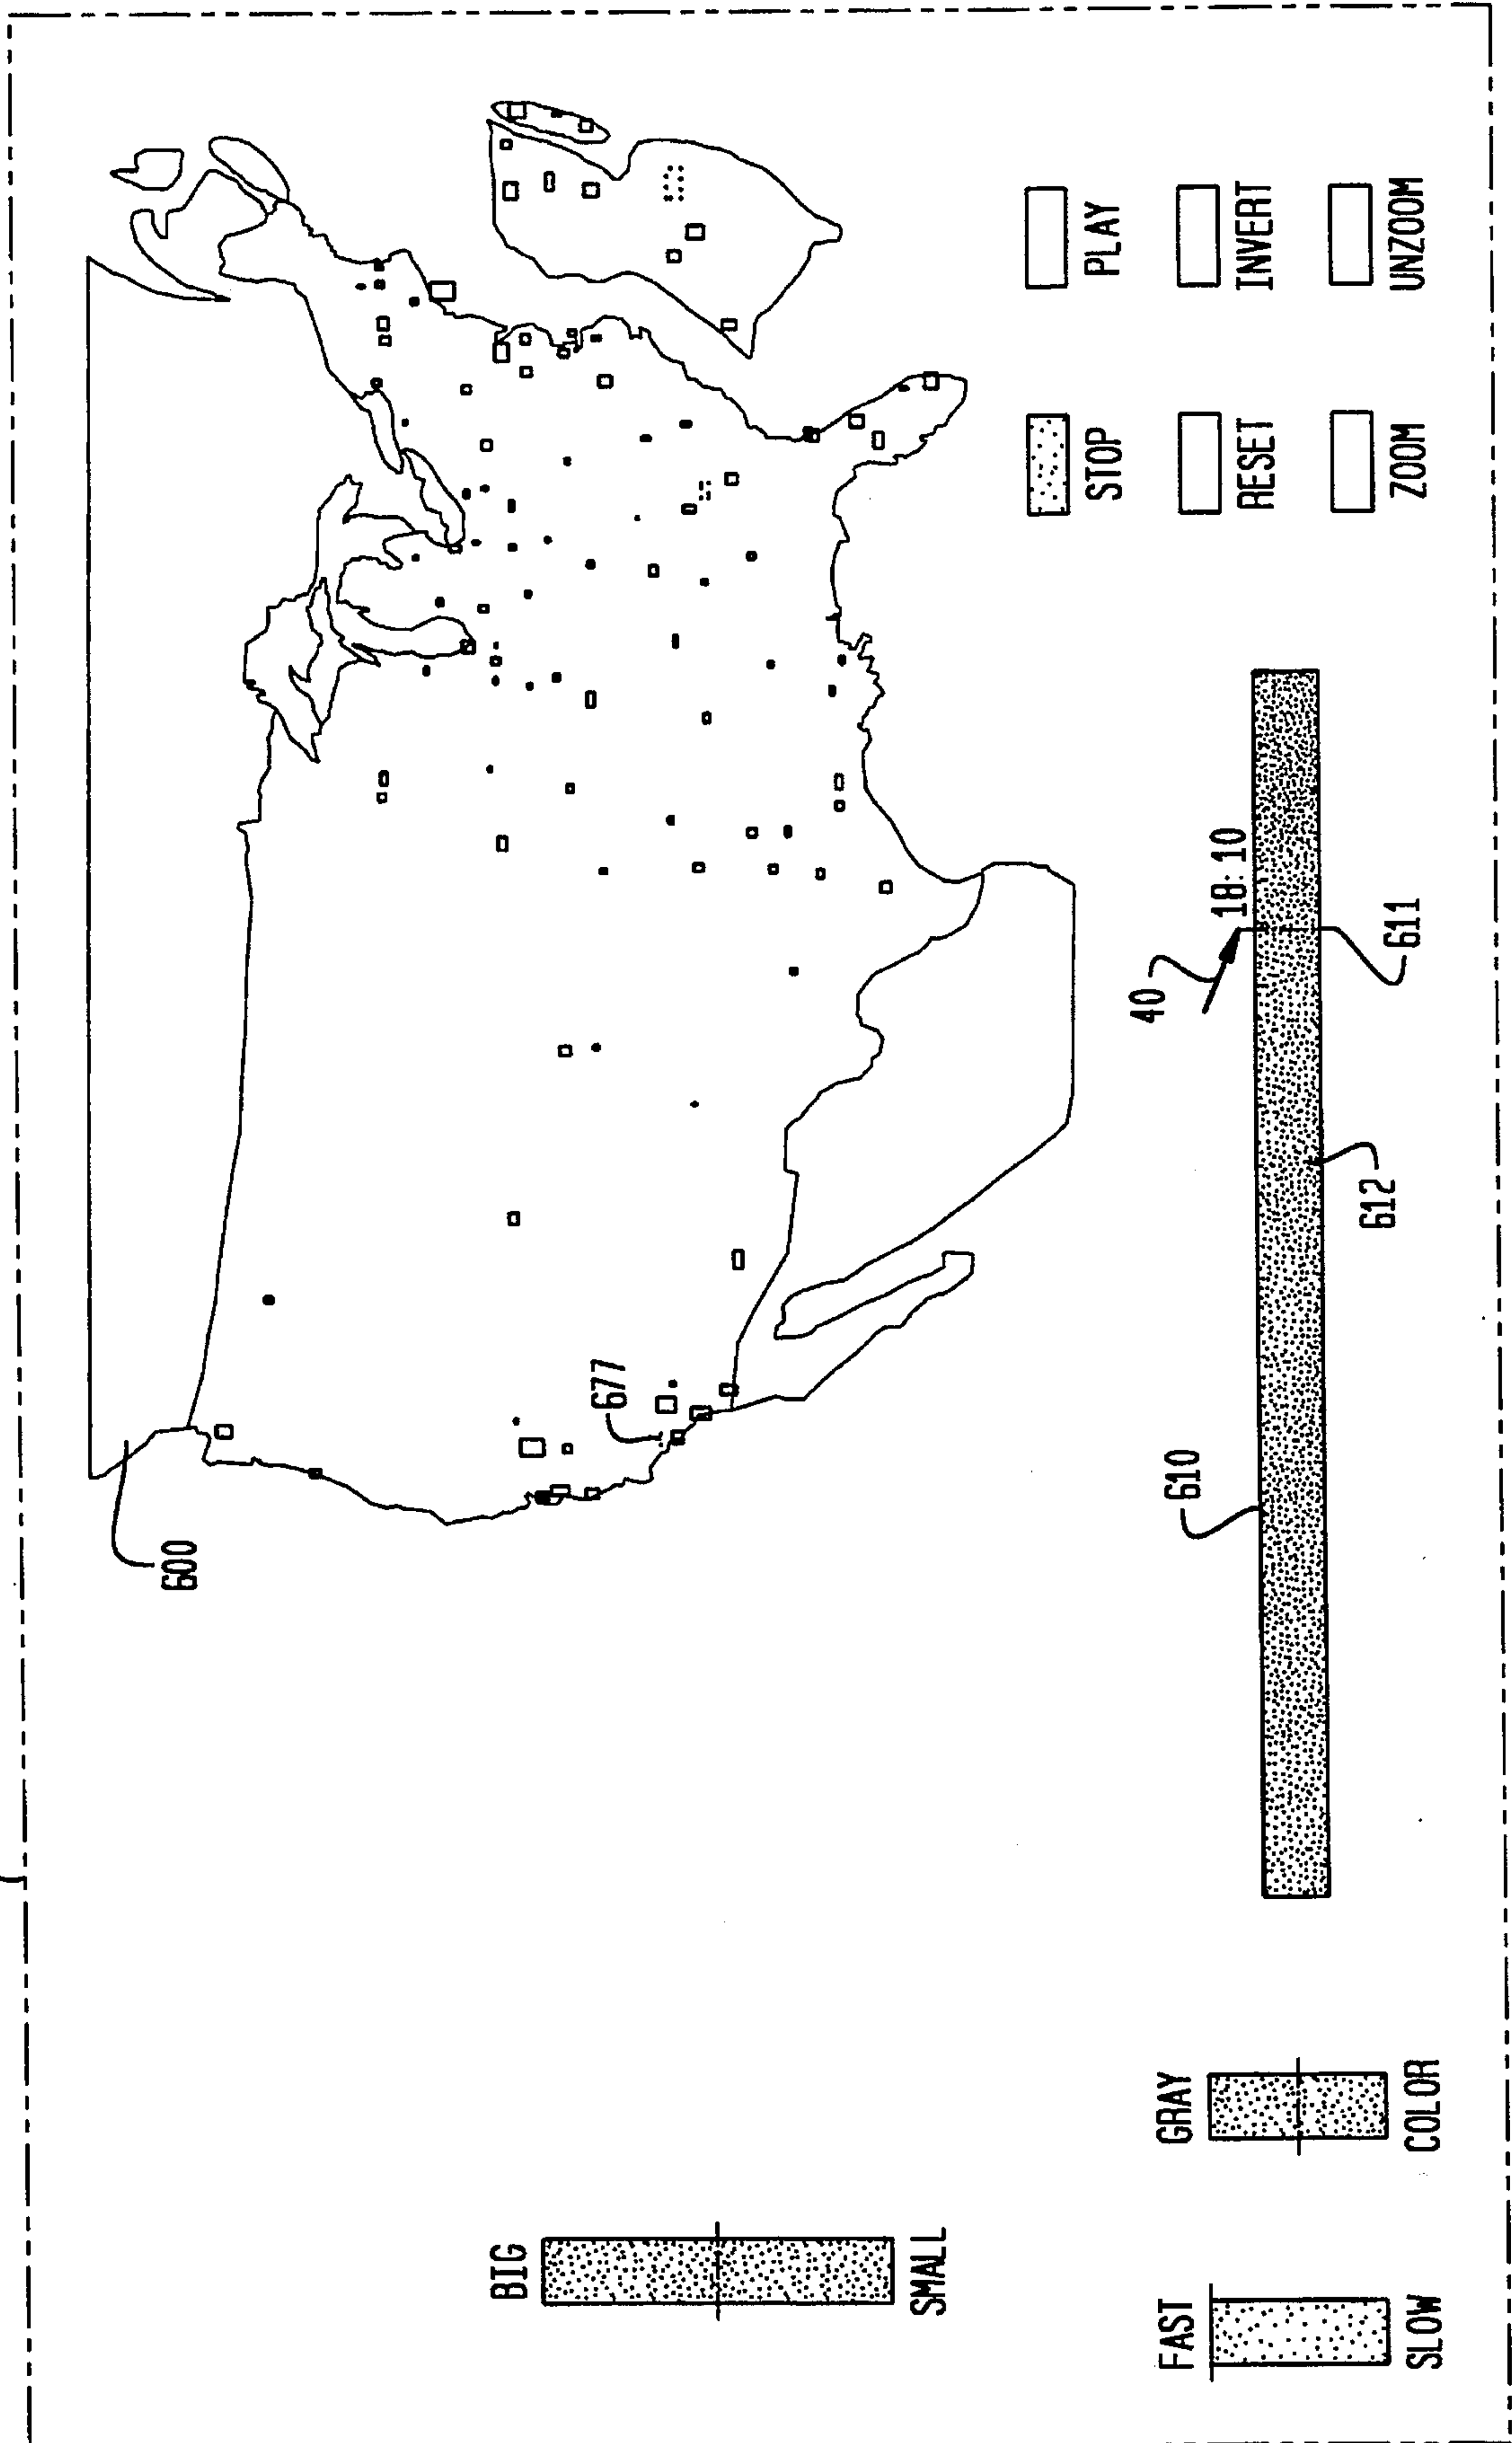 600
677
BIG
SMALL
40
18:10
STOP
PLAY
FAST
SLOW
GRAY
COLOR
610
612
611
RESET
INVERT
ZOOM
UNZOOM